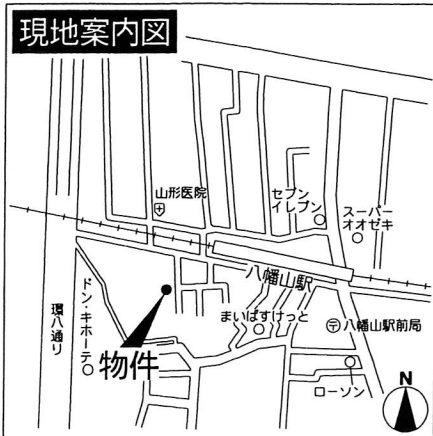 現地案内図
山形医院
セブン
イレブン
スーパー
オオゼキ
八幡山駅
ドン・キホーテ
環八通り
まいばすけっと
〒八幡山駅前局
物件
ローソン
N